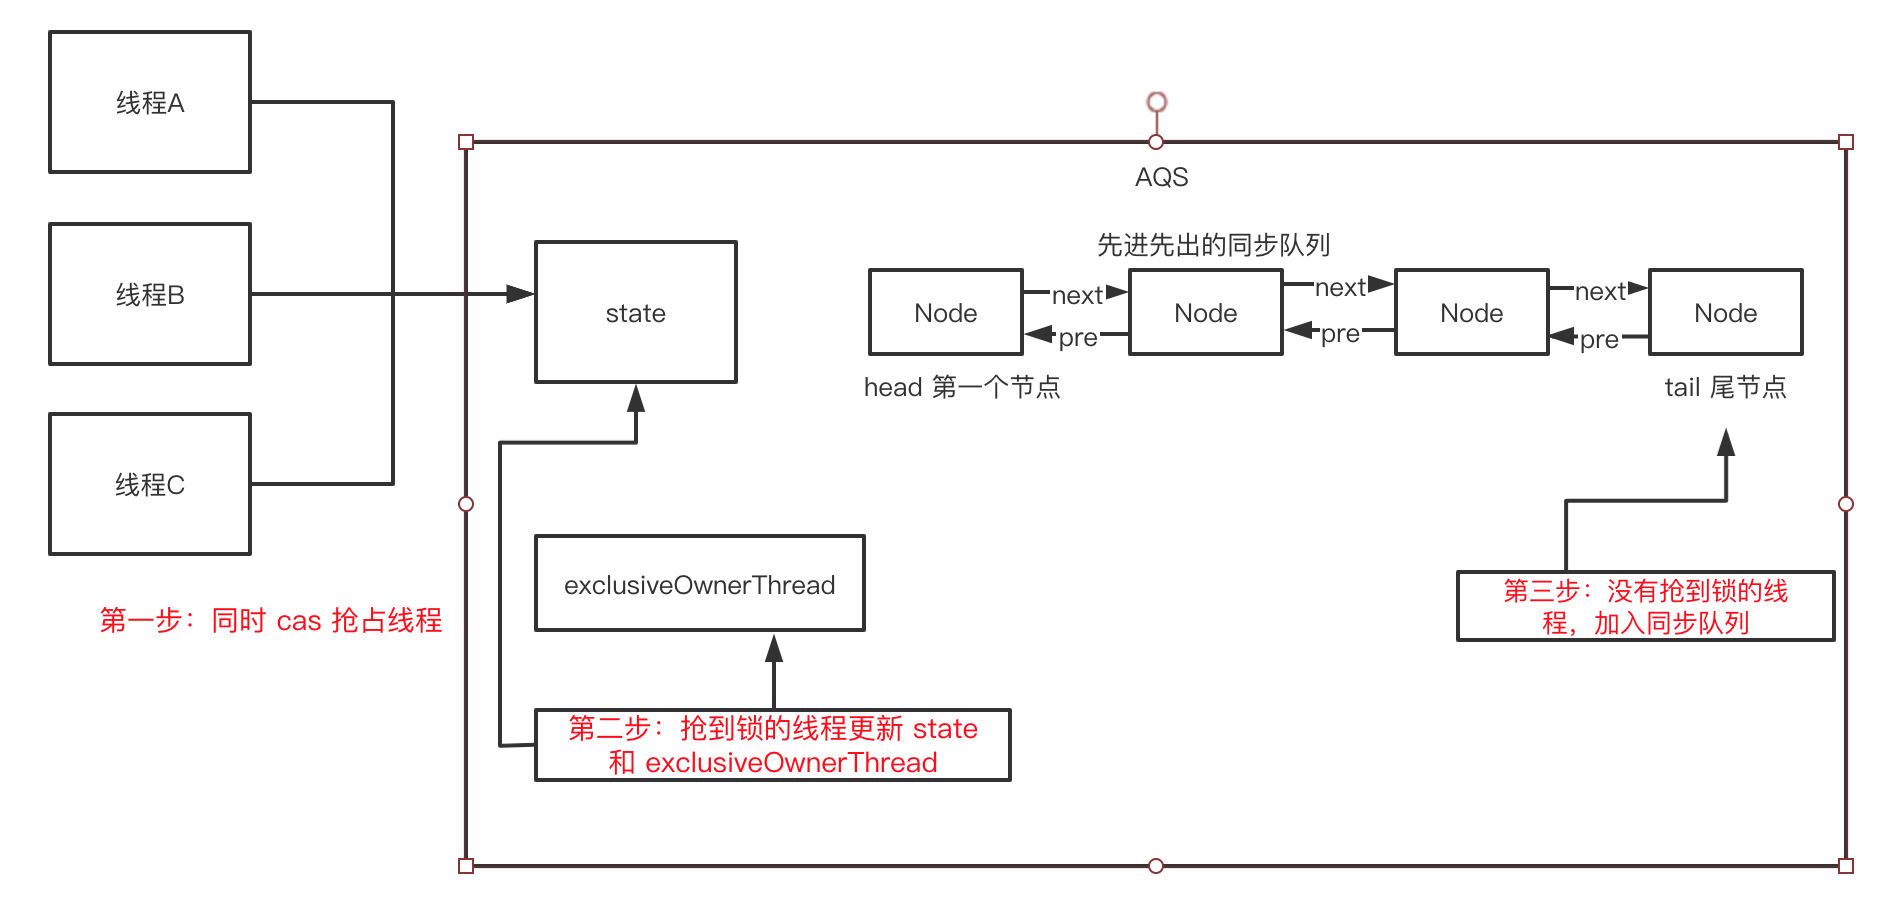 线程A
线程B
线程C
第一步：同时 cas 抢占线程
AQS
state
先进先出的同步队列
Node
next
pre
Node
next
pre
Node
next
pre
Node
head 第一个节点
tail 尾节点
exclusiveOwnerThread
第二步：抢到锁的线程更新 state
和 exclusiveOwnerThread
第三步：没有抢到锁的线
程，加入同步队列